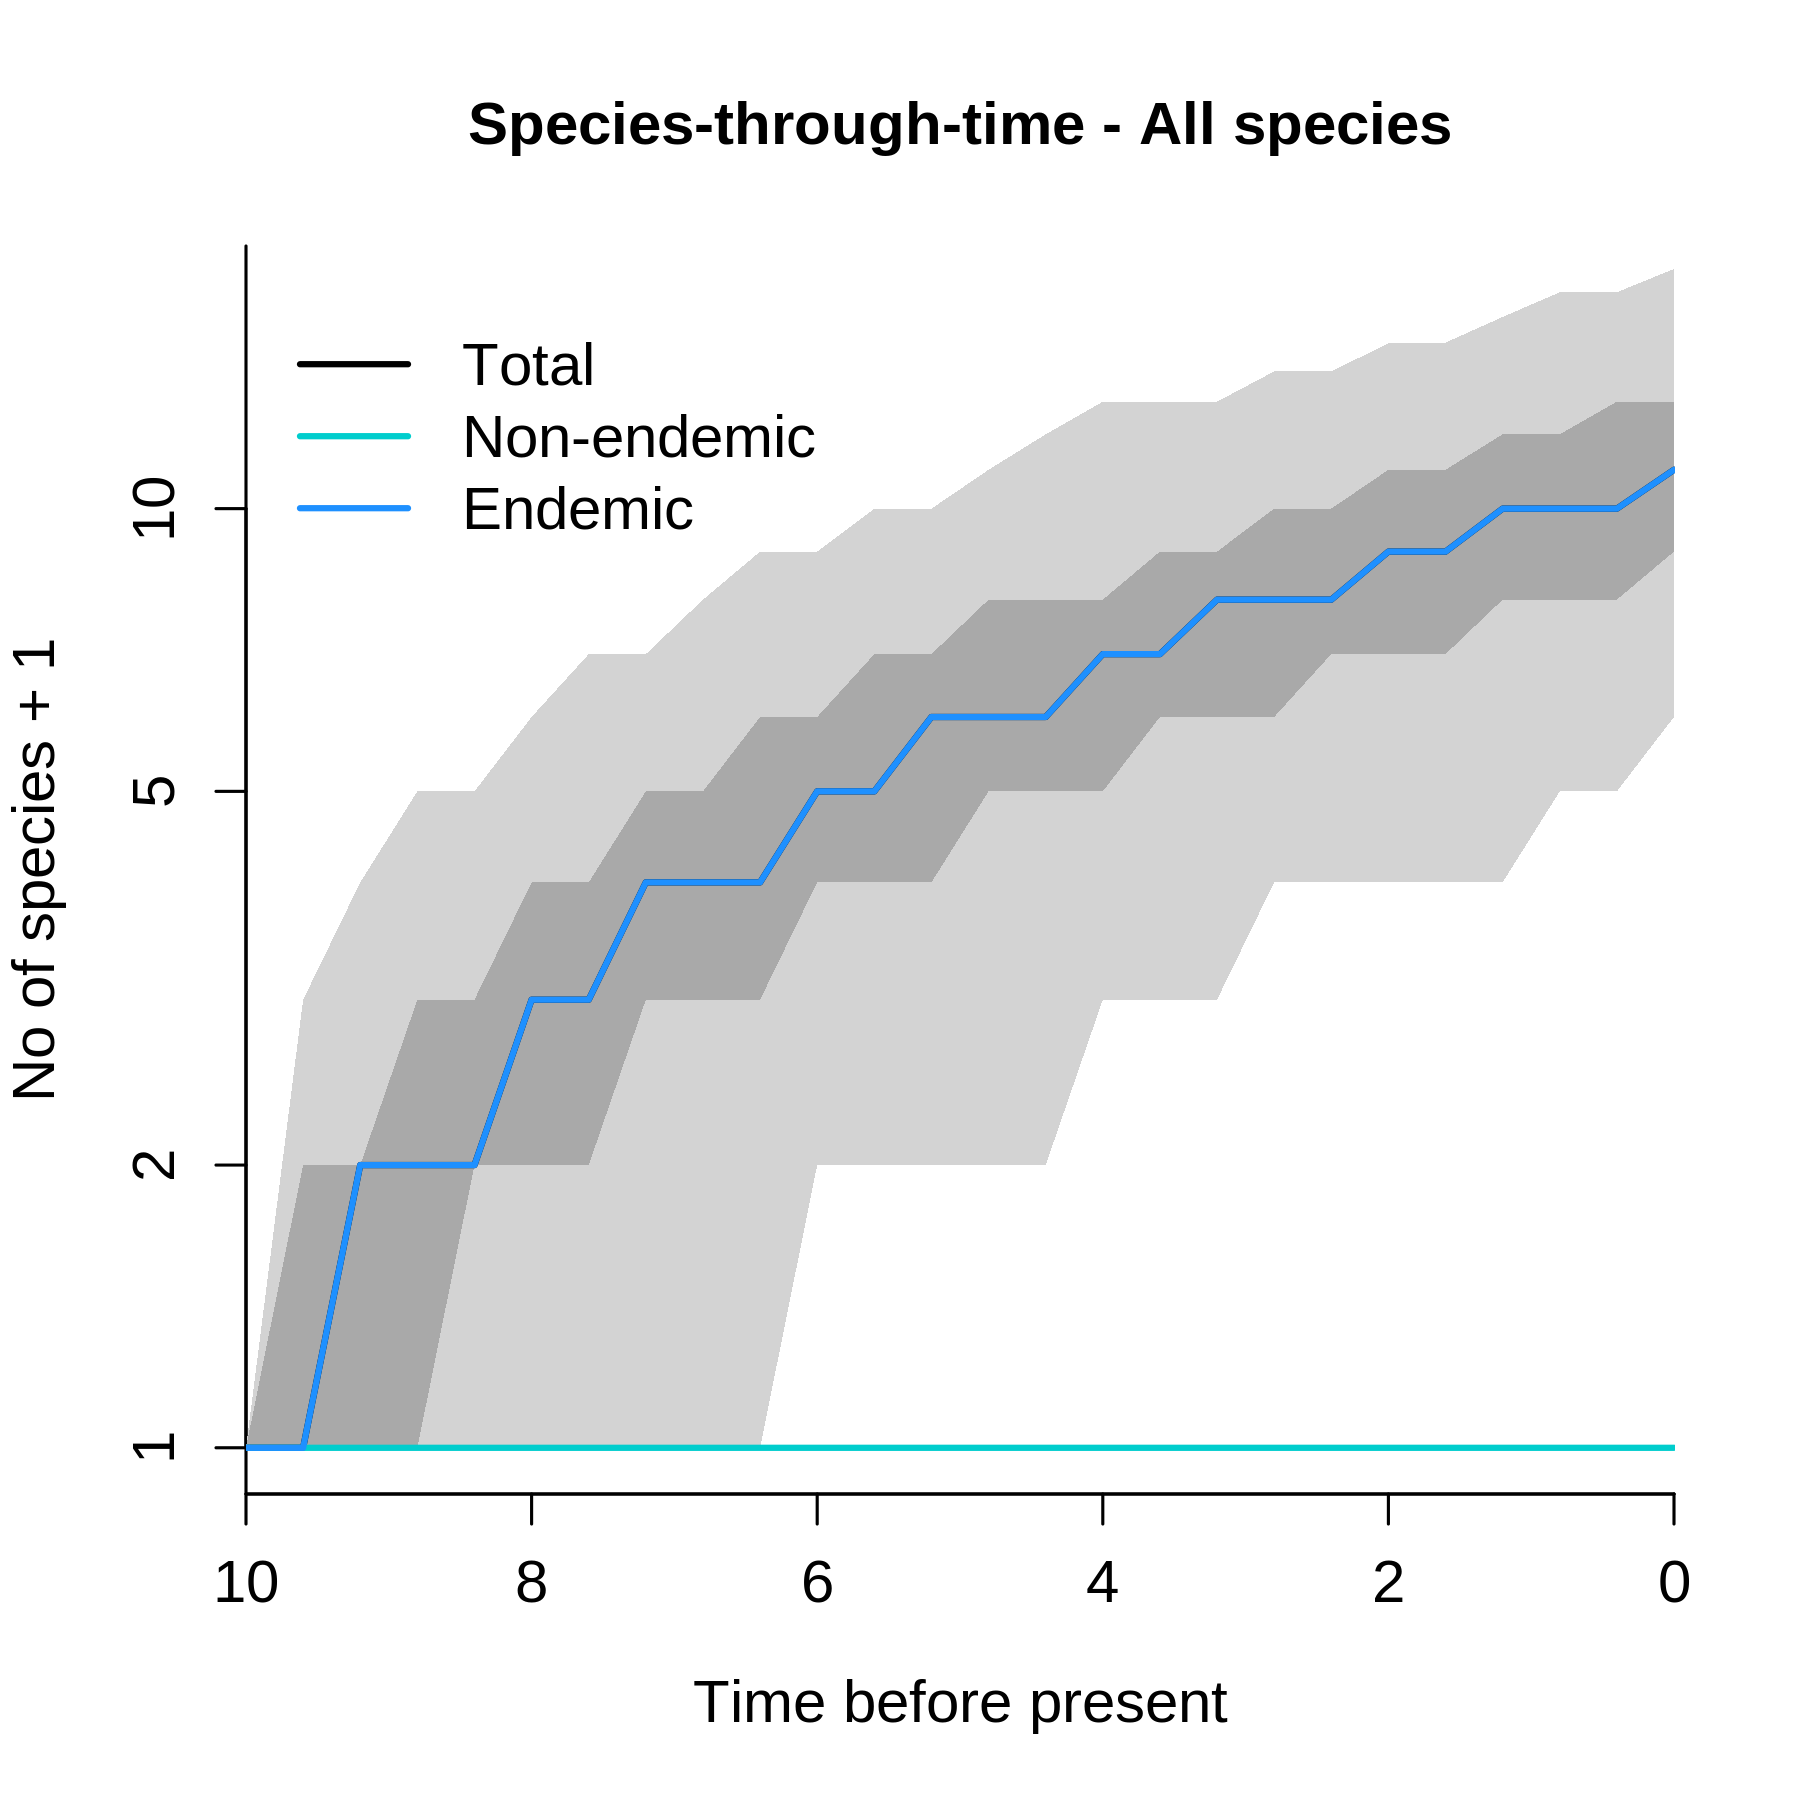 Species-through-time - All species
Total
Non-endemic
Endemic
No of species + 1
10
5
2
1
10 8 6 4 2 0
Time before present